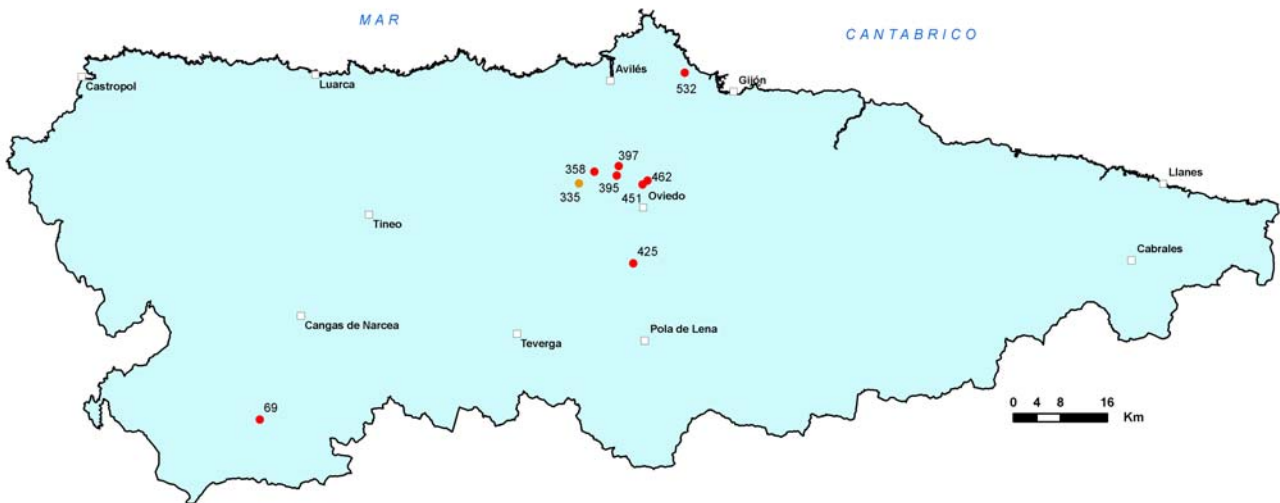 MAR
CANTABRICO
Castropol
Luarca
Avilés
532
Gijón
397
358
395
462
335
451
Oviedo
Llanes
Tineo
425
Cabrales
Cangas de Narcea
Teverga
Pola de Lena
69
0 4 8 16
Km